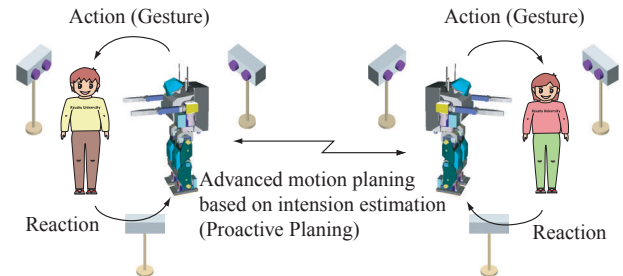 Action (Gesture)
Action (Gesture)
Advanced motion planing
based on intension estimation
(Proactive Planing)
Reaction
Reaction